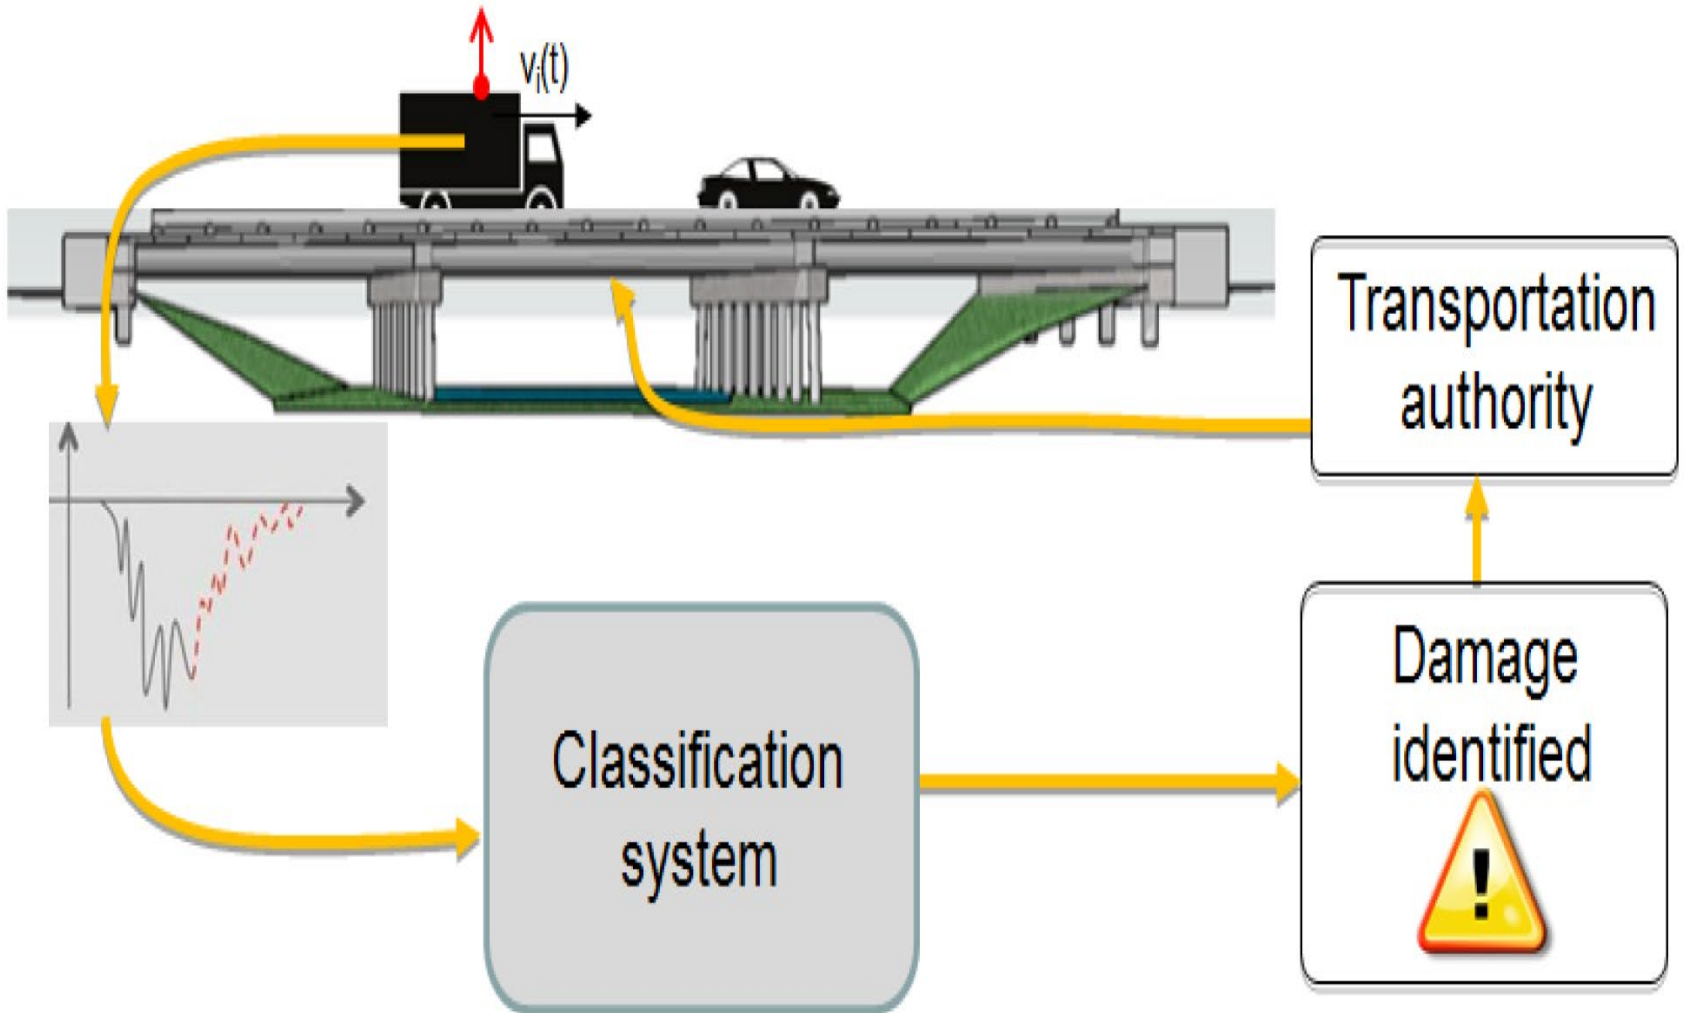 vi(t)
Transportation
authority
Classification
system
Damage
identified
!